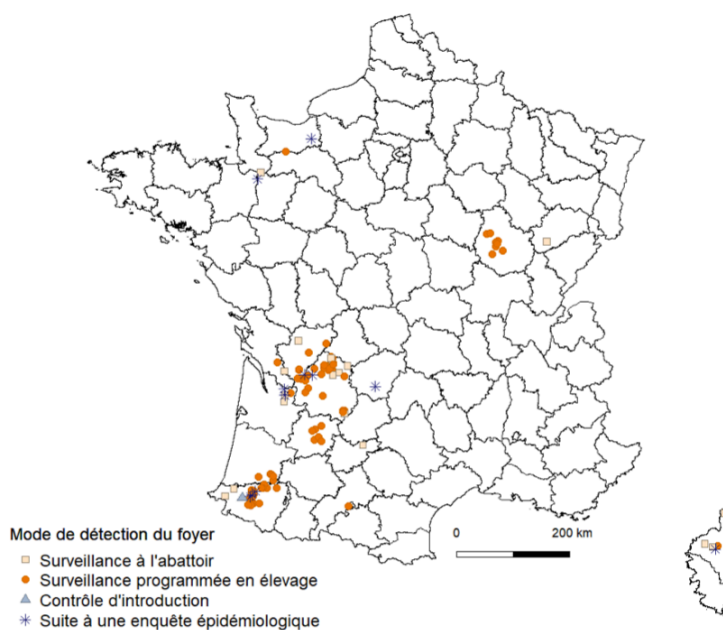 0 200 km
Mode de détection du foyer
Surveillance à l'abattoir
Surveillance programmée en élevage
Contrôle d'introduction
Suite à une enquête épidémiologique